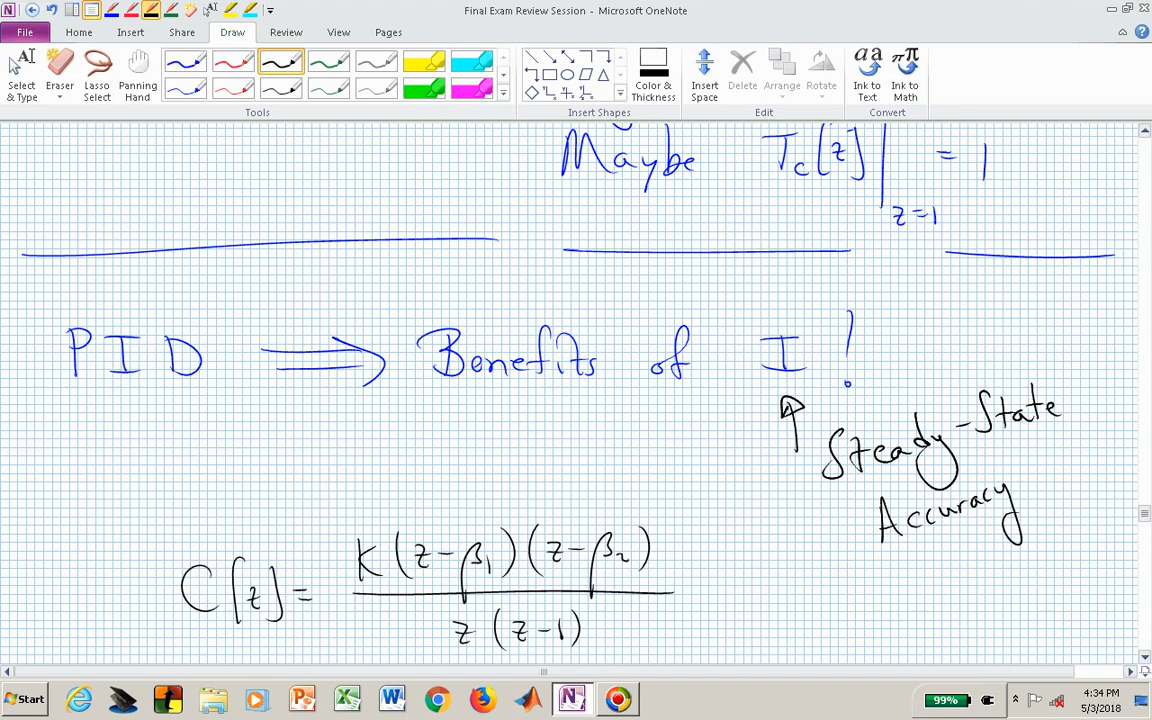 Final Exam Review Session - Microsoft OneNote
File Home Insert Share Draw Review View Pages
Select & Type
Eraser
Lasso Select
Panning Hand
Color & Thickness
Insert Space
Delete
Arrange
Rotate
Ink to Text
Ink to Math
Tools
Insert Shapes
Edit
Convert
Maybe Tc[z] | z=1 = 1
PID ⟹ Benefits of I!
↑ Steady-State
Accuracy
C[z] = K(z-β₁)(z-β₂) / z(z-1)
Start
99%
4:34 PM
5/3/2018